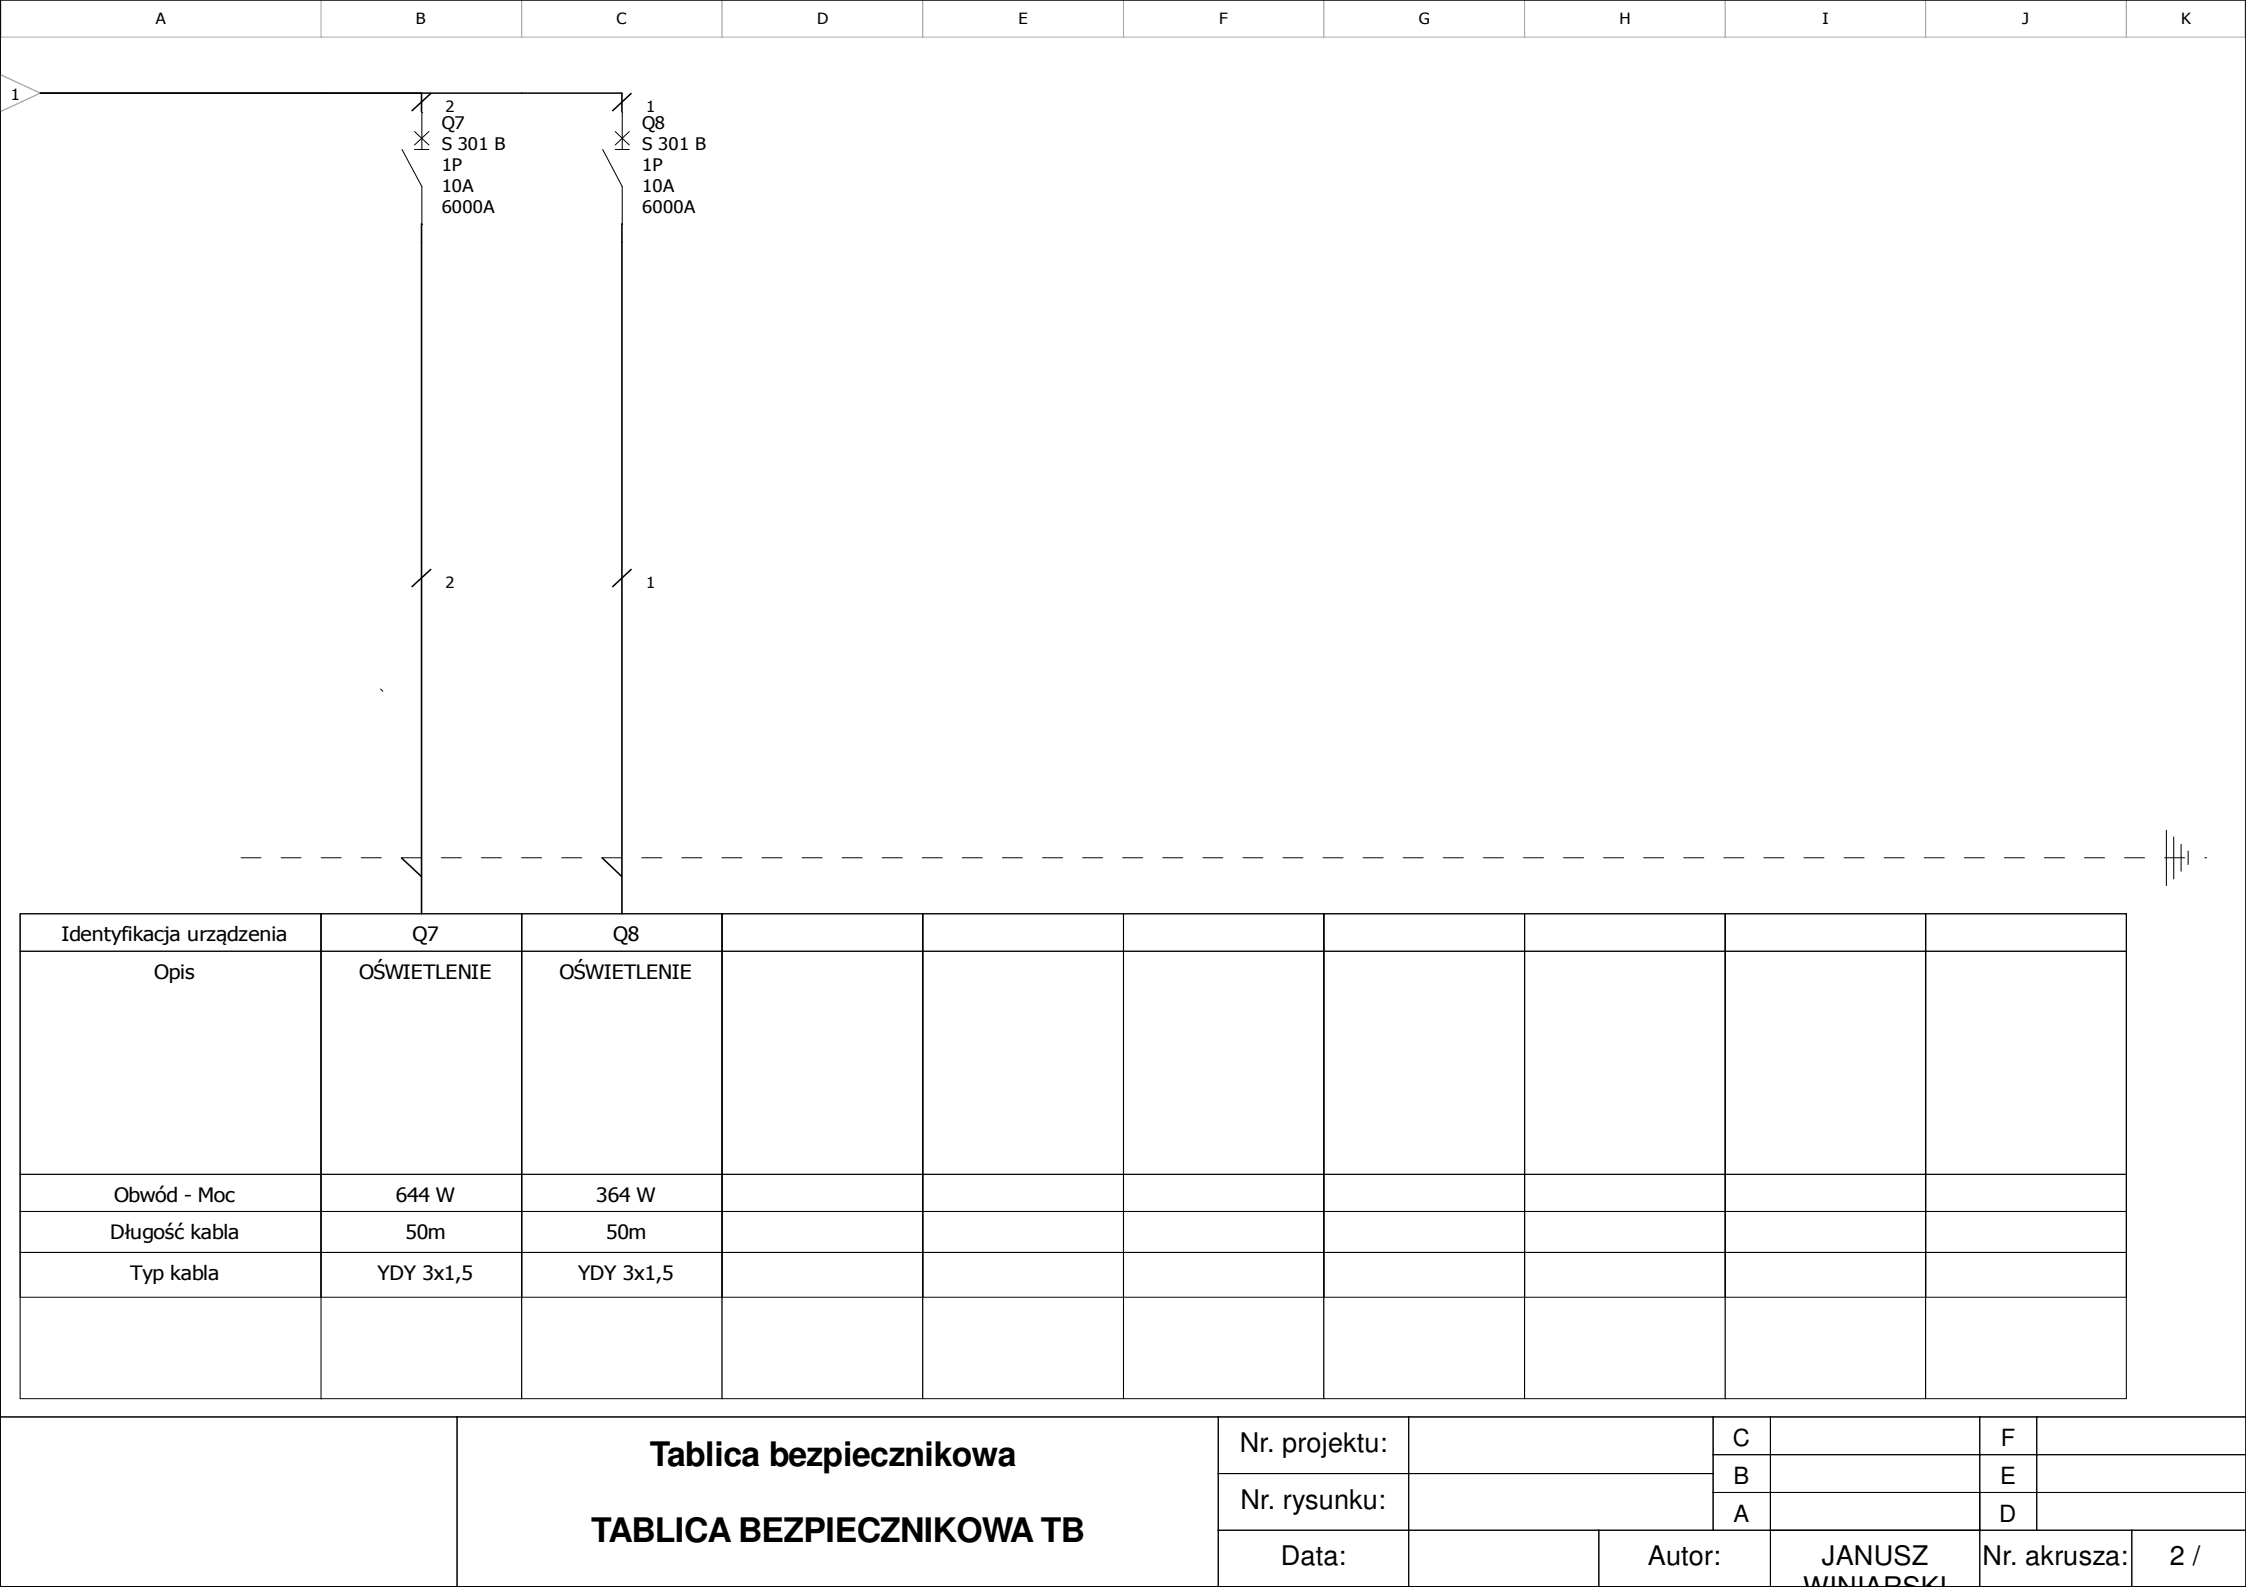 A B C D E F G H I J K
1
2 1
Q7 Q8
S 301 B S 301 B
1P 1P
10A 10A
6000A 6000A
2 1
Identyfikacja urządzenia Q7 Q8
Opis OŚWIETLENIE OŚWIETLENIE
Obwód - Moc 644 W 364 W
Długość kabla 50m 50m
Typ kabla YDY 3x1,5 YDY 3x1,5
Tablica bezpiecznikowa
TABLICA BEZPIECZNIKOWA TB
Nr. projektu: C F
B E
Nr. rysunku: A D
Data: Autor: JANUSZ WINIARSKI Nr. akrusza: 2 /